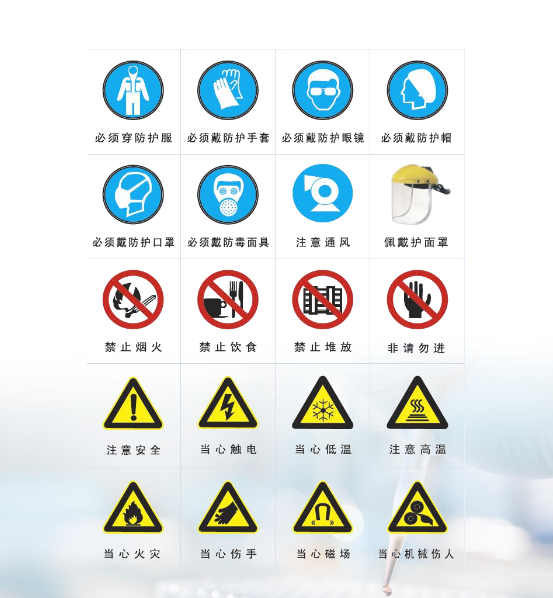 必须穿防护服
必须戴防护手套
必须戴防护眼镜
必须戴防护帽
必须戴防护口罩
必须戴防毒面具
注意通风
佩戴护面罩
禁止烟火
禁止饮食
禁止堆放
非请勿进
注意安全
当心触电
当心低温
注意高温
当心火灾
当心伤手
当心磁场
当心机械伤人